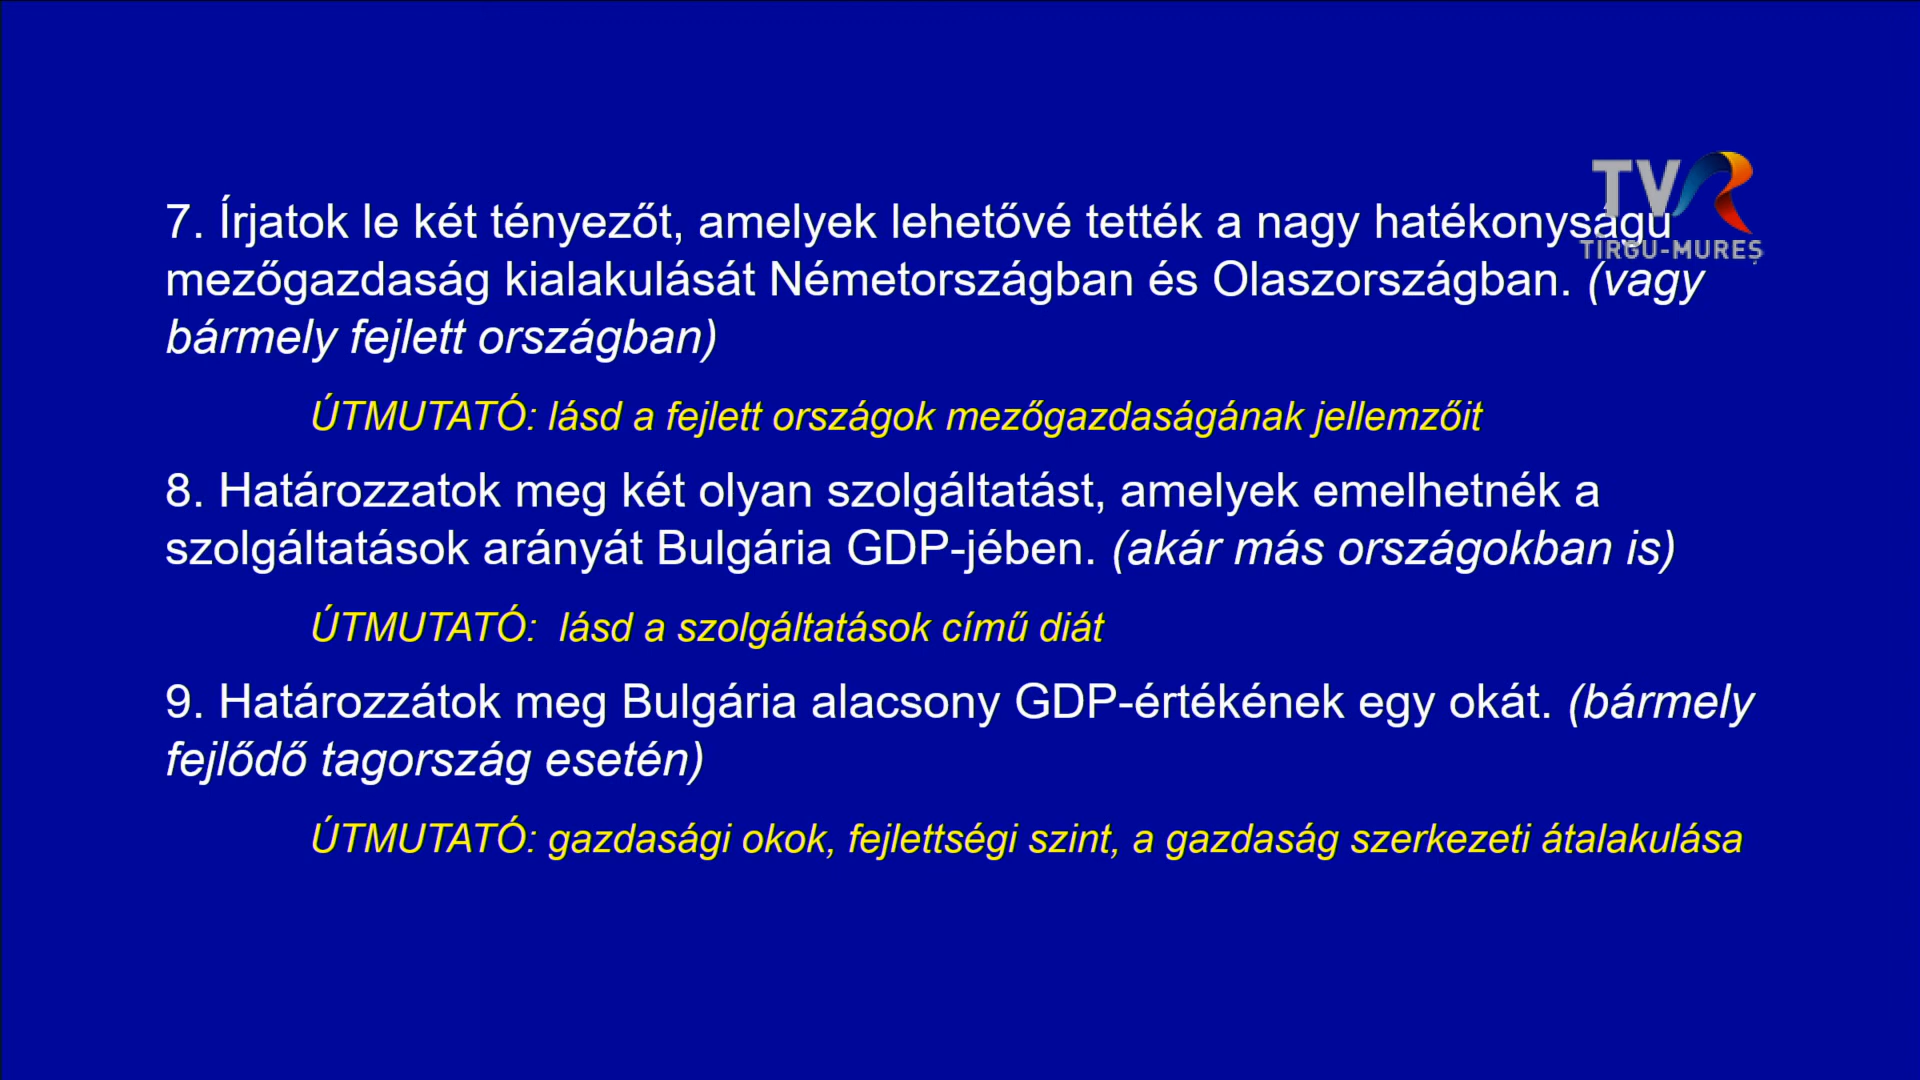 TVR
TÎRGU-MUREȘ
7. Írjatok le két tényezőt, amelyek lehetővé tették a nagy hatékonyságú
mezőgazdaság kialakulását Németországban és Olaszországban. (vagy
bármely fejlett országban)
ÚTMUTATÓ: lásd a fejlett országok mezőgazdaságának jellemzőit
8. Határozzatok meg két olyan szolgáltatást, amelyek emelhetnék a
szolgáltatások arányát Bulgária GDP-jében. (akár más országokban is)
ÚTMUTATÓ:  lásd a szolgáltatások című diát
9. Határozzátok meg Bulgária alacsony GDP-értékének egy okát. (bármely
fejlődő tagország esetén)
ÚTMUTATÓ: gazdasági okok, fejlettségi szint, a gazdaság szerkezeti átalakulása